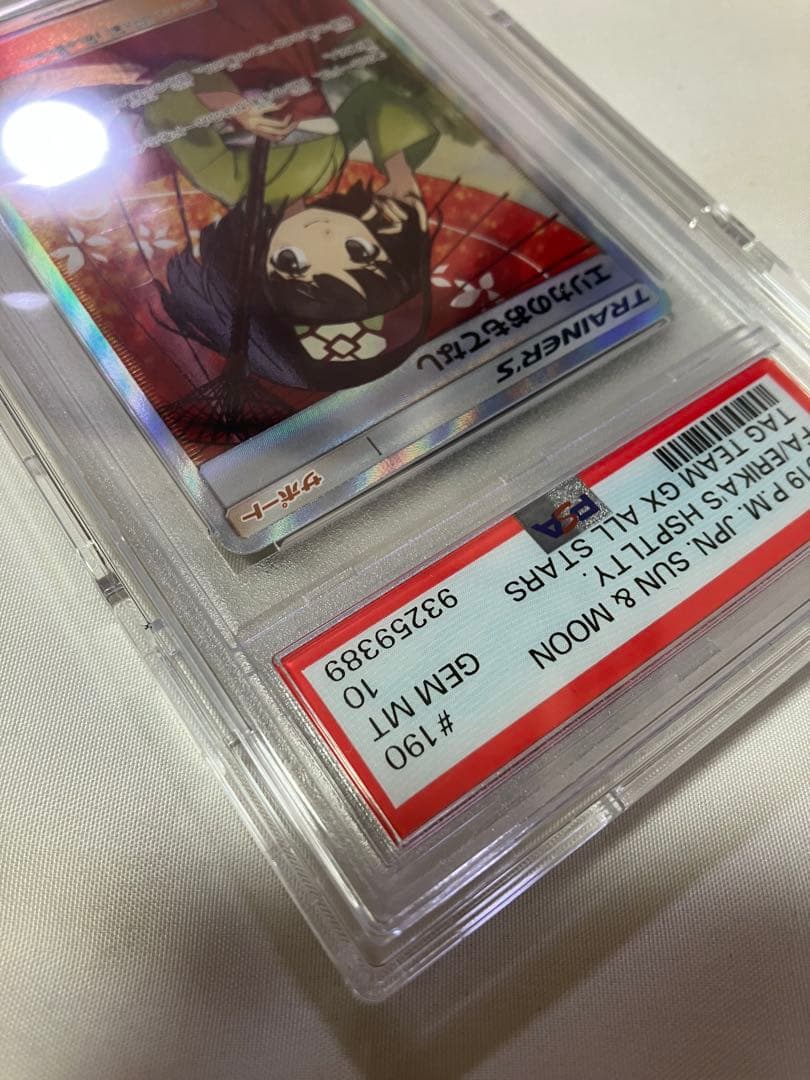 19 P.M. JPN. SUN & MOON
FA/ERIKA'S HSPTLTY.
TAG TEAM GX ALL STARS
#190
GEM MT
10
93259389
PSA
サポート
TRAINER'S
エリカのおもてなし